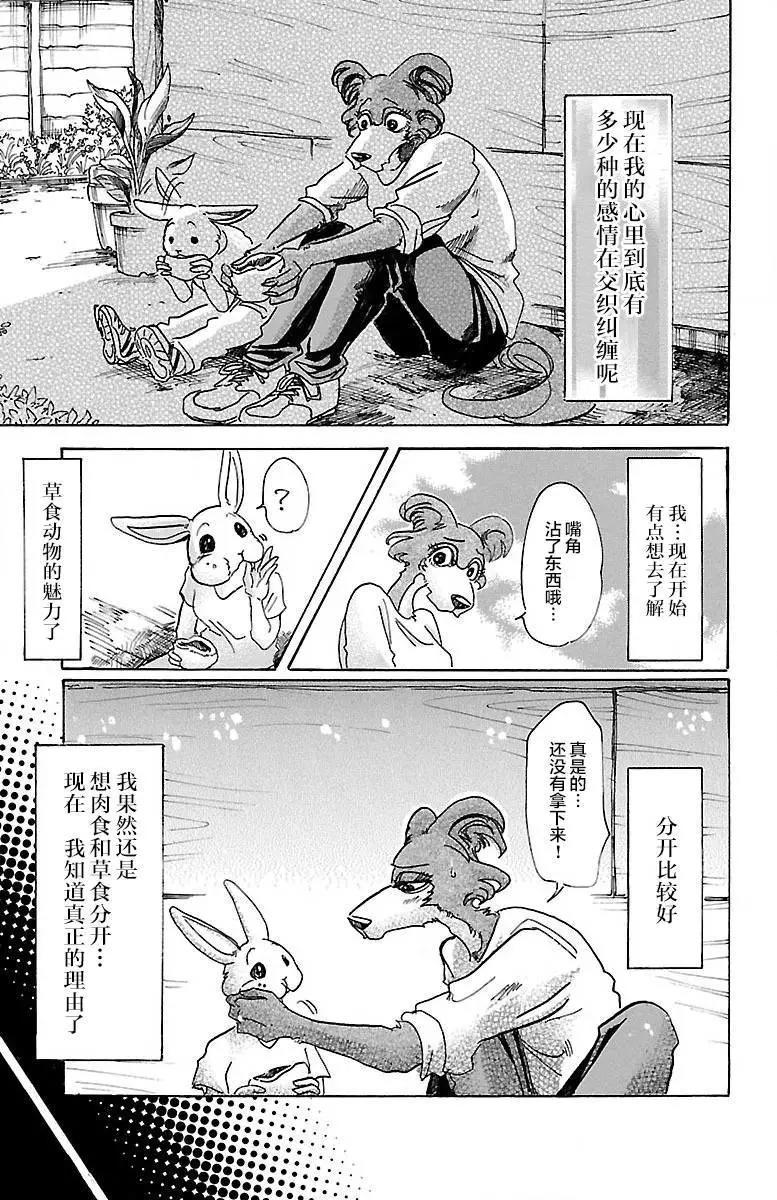 现在我的心里到底有
多少种的感情在交织纠缠呢
我…现在开始
有点想去了解
嘴角
沾了东西哦…
？
草食动物的魅力了
分开比较好
真是的…
还没有拿下来！
我果然还是
想肉食和草食分开…
现在 我知道真正的理由了